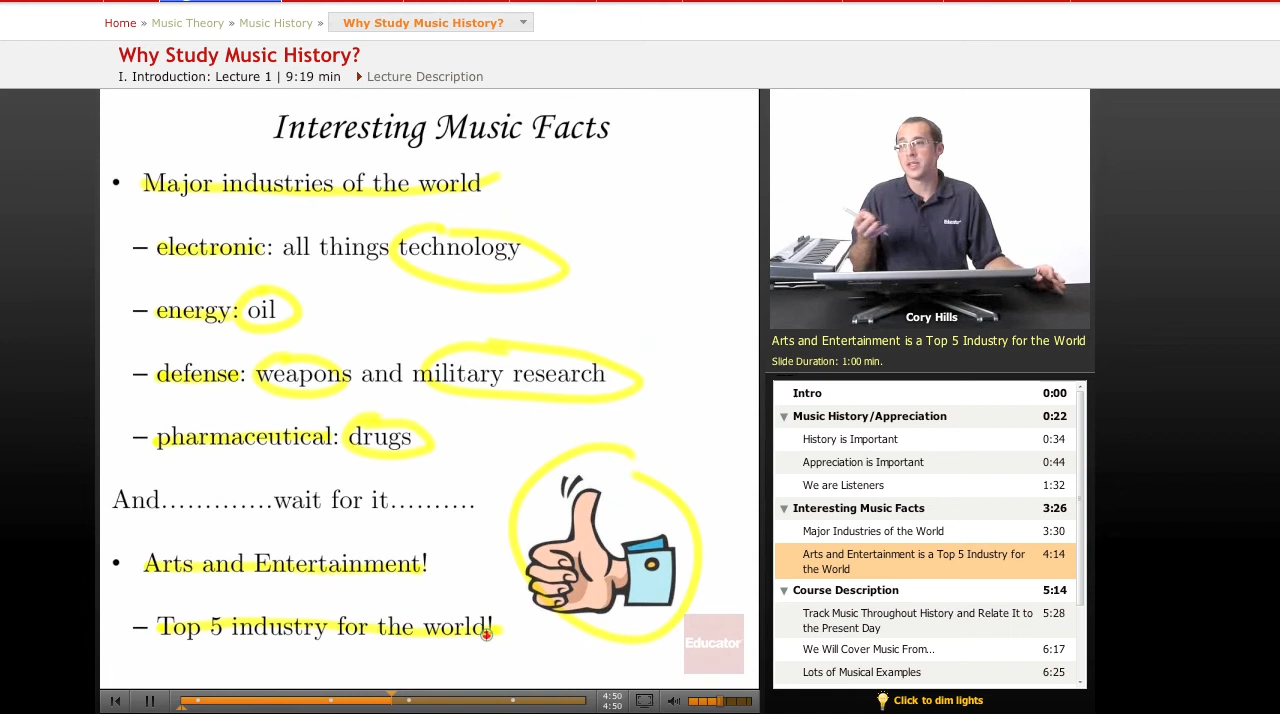 Home » Music Theory » Music History » Why Study Music History?
Why Study Music History?
I. Introduction: Lecture 1 | 9:19 min Lecture Description
Interesting Music Facts
• Major industries of the world
– electronic: all things technology
– energy: oil
– defense: weapons and military research
– pharmaceutical: drugs
And.............wait for it..........
• Arts and Entertainment!
– Top 5 industry for the world!
Educator
4:50
4:50
Educator
Cory Hills
Arts and Entertainment is a Top 5 Industry for the World
Slide Duration: 1:00 min.
Intro 0:00
Music History/Appreciation 0:22
History is Important 0:34
Appreciation is Important 0:44
We are Listeners 1:32
Interesting Music Facts 3:26
Major Industries of the World 3:30
Arts and Entertainment is a Top 5 Industry for 4:14
the World
Course Description 5:14
Track Music Throughout History and Relate It to 5:28
the Present Day
We Will Cover Music From... 6:17
Lots of Musical Examples 6:25
Click to dim lights